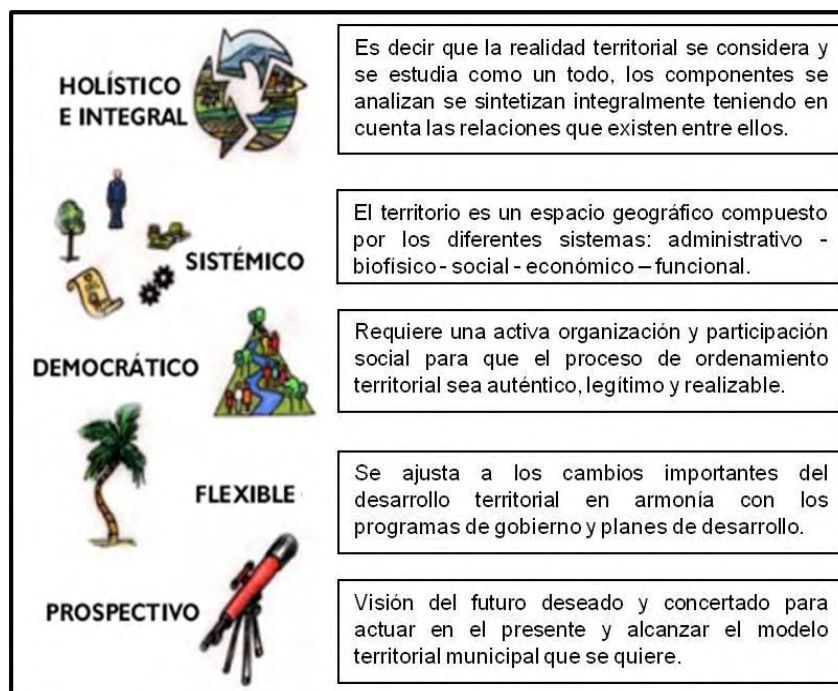 HOLÍSTICO
E INTEGRAL
Es decir que la realidad territorial se considera y
se estudia como un todo, los componentes se
analizan se sintetizan integralmente teniendo en
cuenta las relaciones que existen entre ellos.
SISTÉMICO
El territorio es un espacio geográfico compuesto
por los diferentes sistemas: administrativo -
biofísico - social - económico – funcional.
DEMOCRÁTICO
Requiere una activa organización y participación
social para que el proceso de ordenamiento
territorial sea auténtico, legítimo y realizable.
FLEXIBLE
Se ajusta a los cambios importantes del
desarrollo territorial en armonía con los
programas de gobierno y planes de desarrollo.
PROSPECTIVO
Visión del futuro deseado y concertado para
actuar en el presente y alcanzar el modelo
territorial municipal que se quiere.